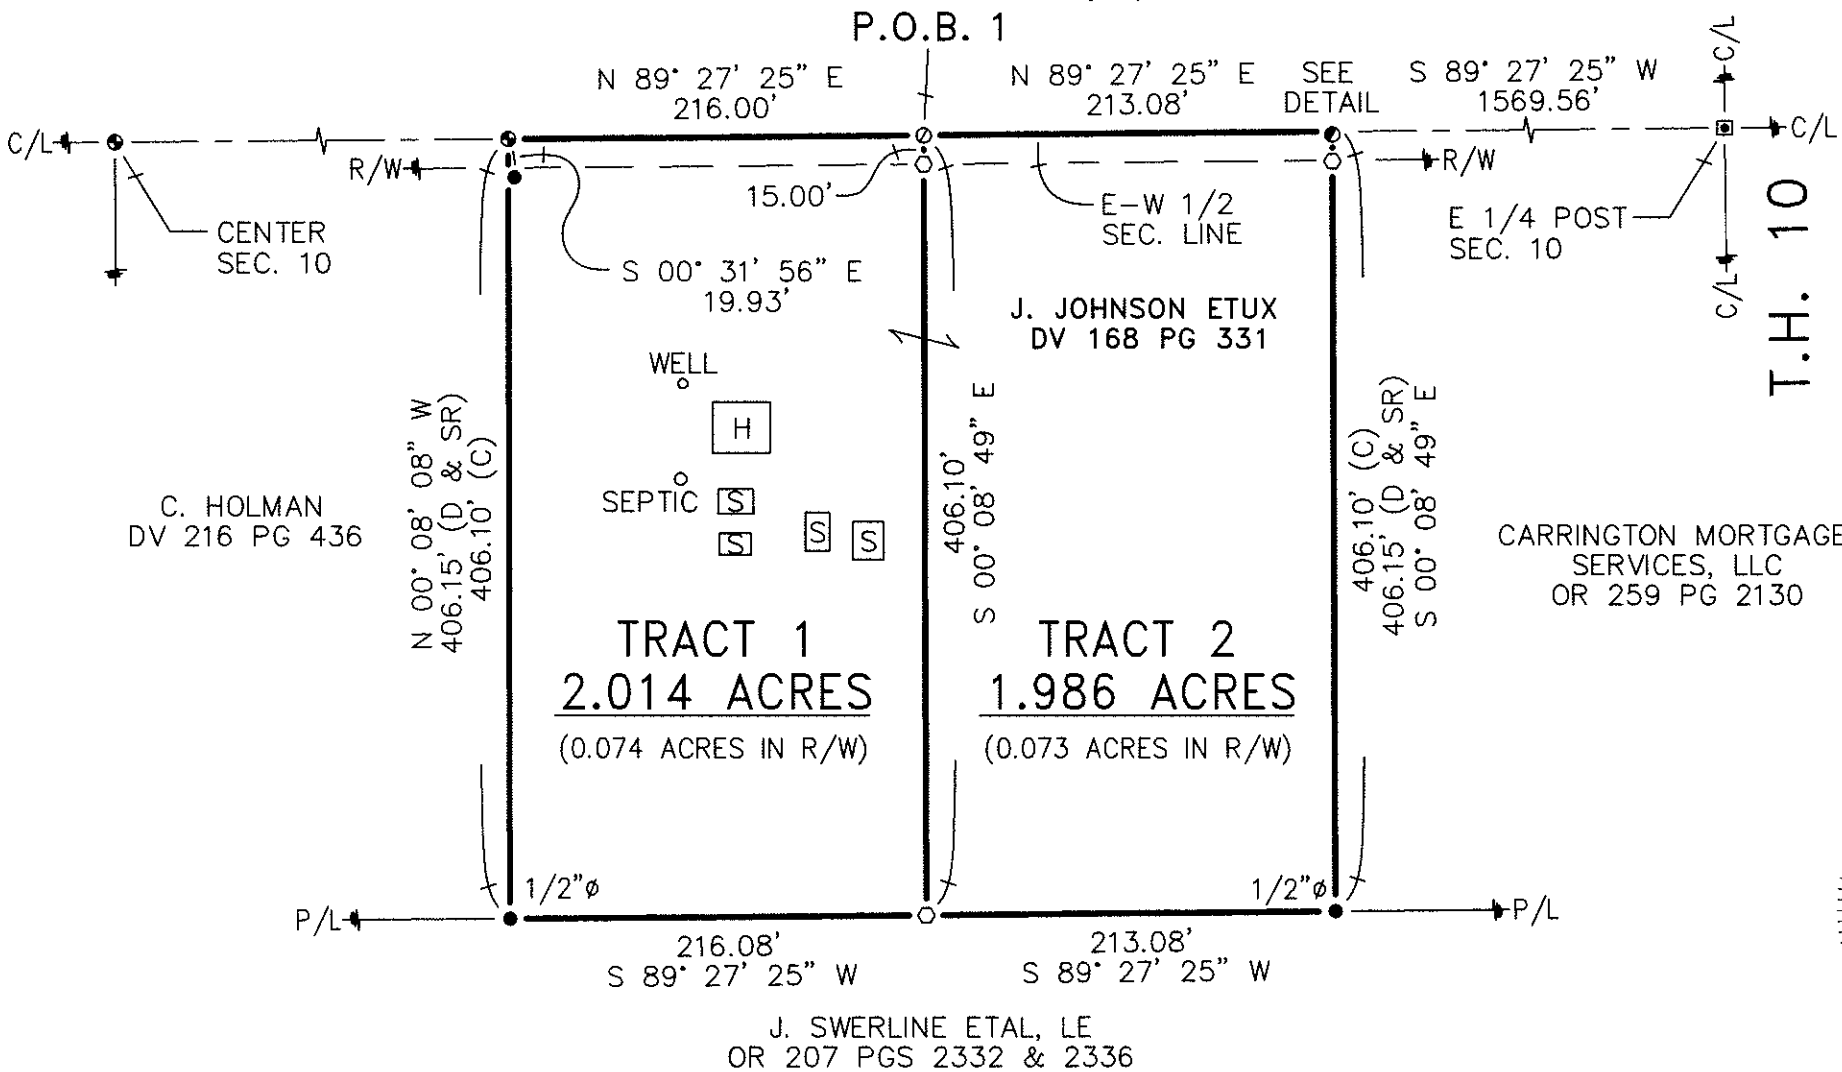 P.O.B. 1
N 89° 27' 25" E
216.00'
N 89° 27' 25" E
213.08'
SEE
DETAIL
S 89° 27' 25" W
1569.56'
C/L
C/L
C/L
R/W
R/W
15.00'
CENTER
SEC. 10
E-W 1/2
SEC. LINE
E 1/4 POST
SEC. 10
C/L
T.H. 10
S 00° 31' 56" E
19.93'
J. JOHNSON ETUX
DV 168 PG 331
WELL
H
SEPTIC
S
S
S
S
N 00° 08' 08" W
406.15' (D & SR)
406.10' (C)
406.10'
S 00° 08' 49" E
406.10' (C)
406.15' (D & SR)
S 00° 08' 49" E
C. HOLMAN
DV 216 PG 436
CARRINGTON MORTGAGE
SERVICES, LLC
OR 259 PG 2130
TRACT 1
2.014 ACRES
(0.074 ACRES IN R/W)
TRACT 2
1.986 ACRES
(0.073 ACRES IN R/W)
1/2"ø
1/2"ø
P/L
P/L
216.08'
S 89° 27' 25" W
213.08'
S 89° 27' 25" W
J. SWERLINE ETAL, LE
OR 207 PGS 2332 & 2336